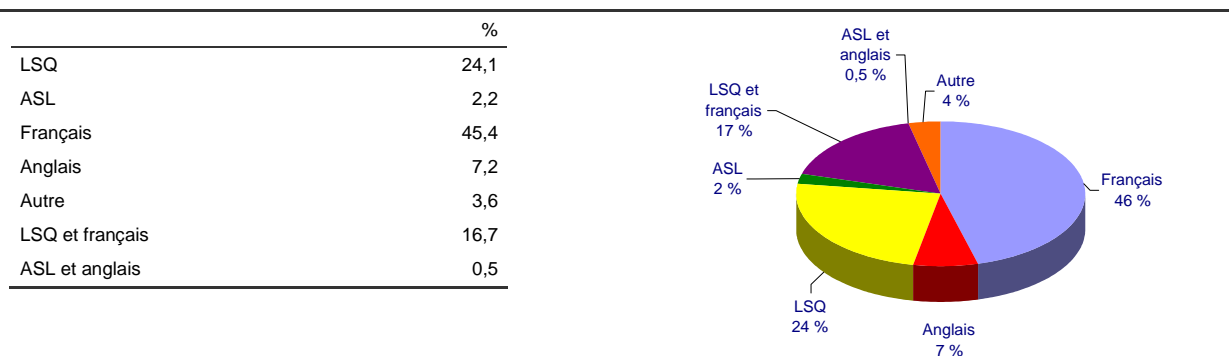 %
LSQ 24,1
ASL 2,2
Français 45,4
Anglais 7,2
Autre 3,6
LSQ et français 16,7
ASL et anglais 0,5
ASL et
anglais
0,5 %
Autre
4 %
LSQ et
français
17 %
ASL
2 %
Français
46 %
LSQ
24 %
Anglais
7 %